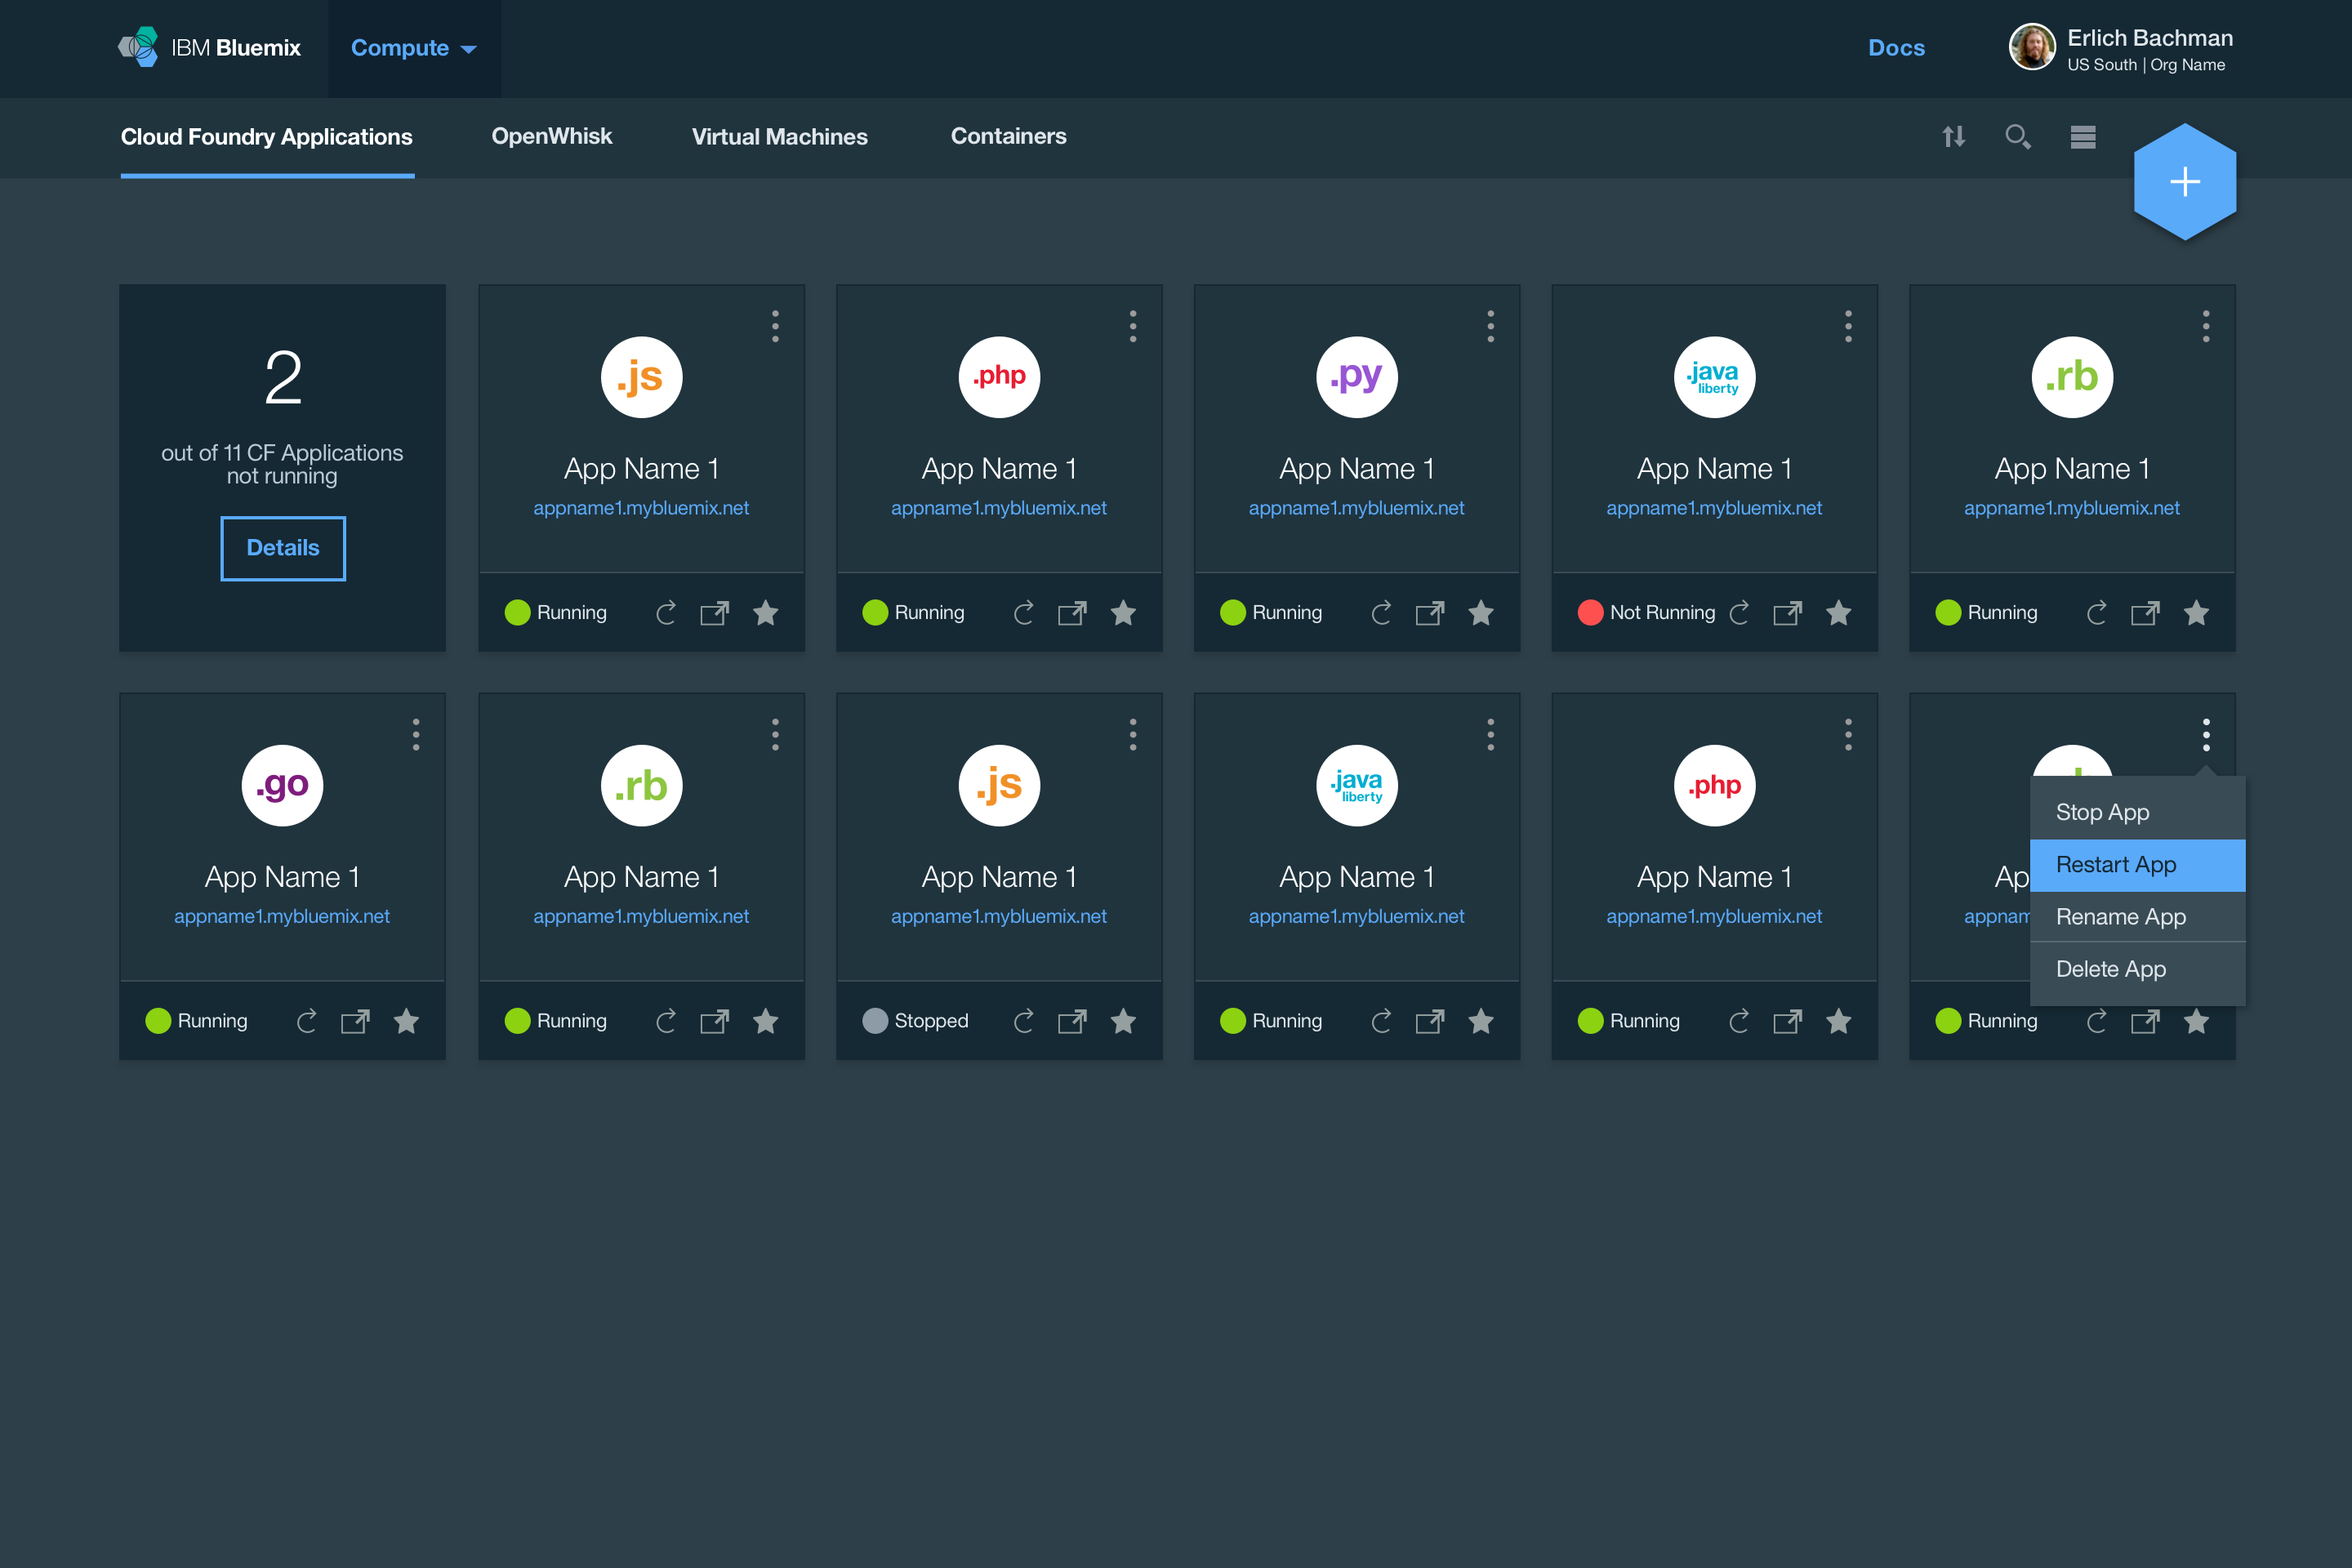 IBM Bluemix
Compute
Docs
Erlich Bachman
US South | Org Name
Cloud Foundry Applications
OpenWhisk
Virtual Machines
Containers
2
out of 11 CF Applications
not running
Details
.js
App Name 1
appname1.mybluemix.net
Running
.php
App Name 1
appname1.mybluemix.net
Running
.py
App Name 1
appname1.mybluemix.net
Running
.java
liberty
App Name 1
appname1.mybluemix.net
Not Running
.rb
App Name 1
appname1.mybluemix.net
Running
.go
App Name 1
appname1.mybluemix.net
Running
.rb
App Name 1
appname1.mybluemix.net
Running
.js
App Name 1
appname1.mybluemix.net
Stopped
.java
liberty
App Name 1
appname1.mybluemix.net
Running
.php
App Name 1
appname1.mybluemix.net
Running
Stop App
Restart App
Rename App
Delete App
Running